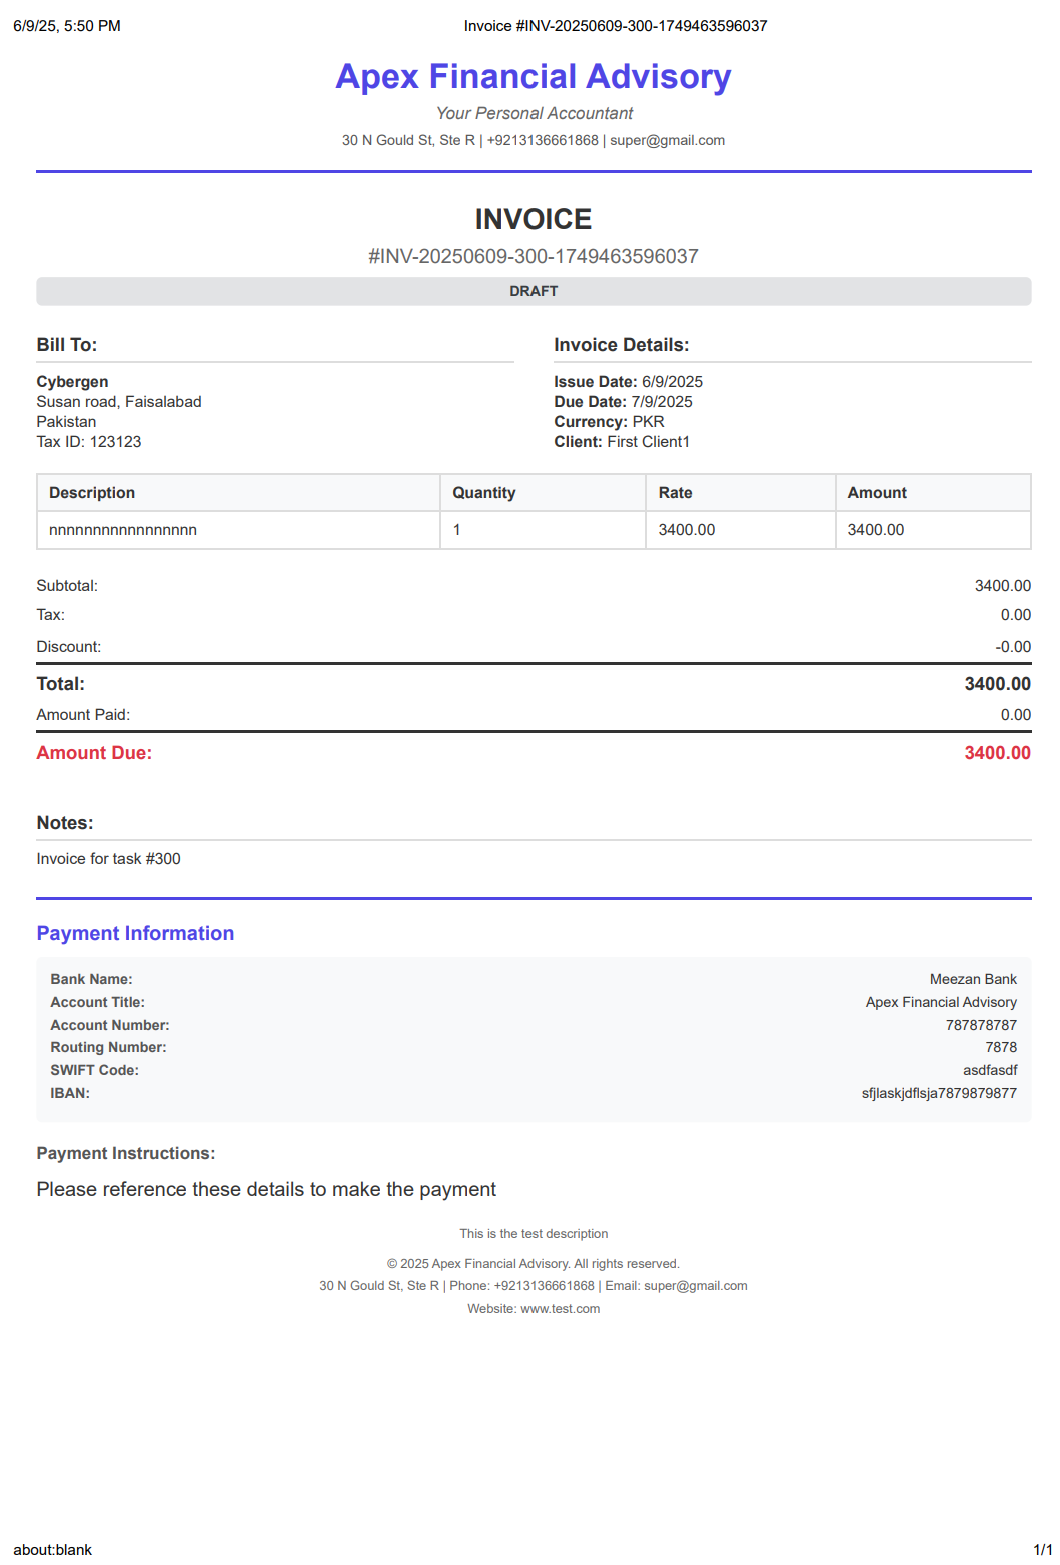 6/9/25, 5:50 PM Invoice #INV-20250609-300-1749463596037
Apex Financial Advisory
Your Personal Accountant
30 N Gould St, Ste R | +9213136661868 | super@gmail.com
INVOICE
#INV-20250609-300-1749463596037
DRAFT
Bill To:
Cybergen
Susan road, Faisalabad
Pakistan
Tax ID: 123123
Invoice Details:
Issue Date: 6/9/2025
Due Date: 7/9/2025
Currency: PKR
Client: First Client1
Description Quantity Rate Amount
nnnnnnnnnnnnnnnnn 1 3400.00 3400.00
Subtotal: 3400.00
Tax: 0.00
Discount: -0.00
Total: 3400.00
Amount Paid: 0.00
Amount Due: 3400.00
Notes:
Invoice for task #300
Payment Information
Bank Name: Meezan Bank
Account Title: Apex Financial Advisory
Account Number: 787878787
Routing Number: 7878
SWIFT Code: asdfasdf
IBAN: sfjlaskjdflsja7879879877
Payment Instructions:
Please reference these details to make the payment
This is the test description
© 2025 Apex Financial Advisory. All rights reserved.
30 N Gould St, Ste R | Phone: +9213136661868 | Email: super@gmail.com
Website: www.test.com
about:blank 1/1